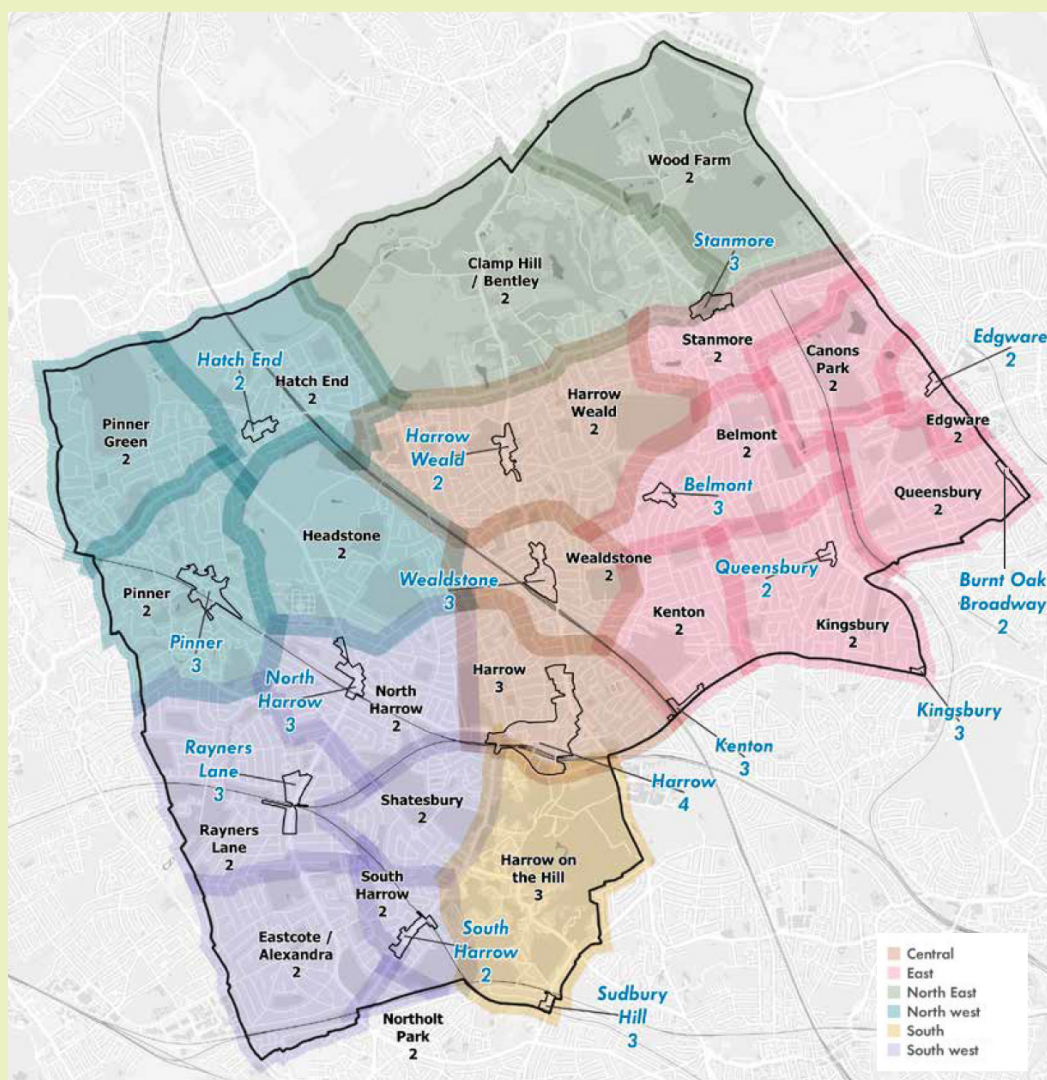 Wood Farm
2
Stanmore
3
Clamp Hill
/ Bentley
2
Stanmore
2
Canons
Park
2
Edgware
2
Hatch End
2
Hatch End
2
Pinner
Green
2
Harrow
Weald
2
Harrow
Weald
2
Belmont
2
Edgware
2
Belmont
3
Queensbury
2
Headstone
2
Wealdstone
2
Wealdstone
3
Queensbury
2
Burnt Oak
Broadway
2
Pinner
2
Pinner
3
Kenton
2
Kingsbury
2
North
Harrow
3
North
Harrow
2
Harrow
3
Kingsbury
3
Kenton
3
Harrow
4
Rayners
Lane
3
Rayners
Lane
2
Shatesbury
2
Harrow on
the Hill
3
South
Harrow
2
South
Harrow
2
Eastcote /
Alexandra
2
Sudbury
Hill
3
Northolt
Park
2
Central
East
North East
North west
South
South west